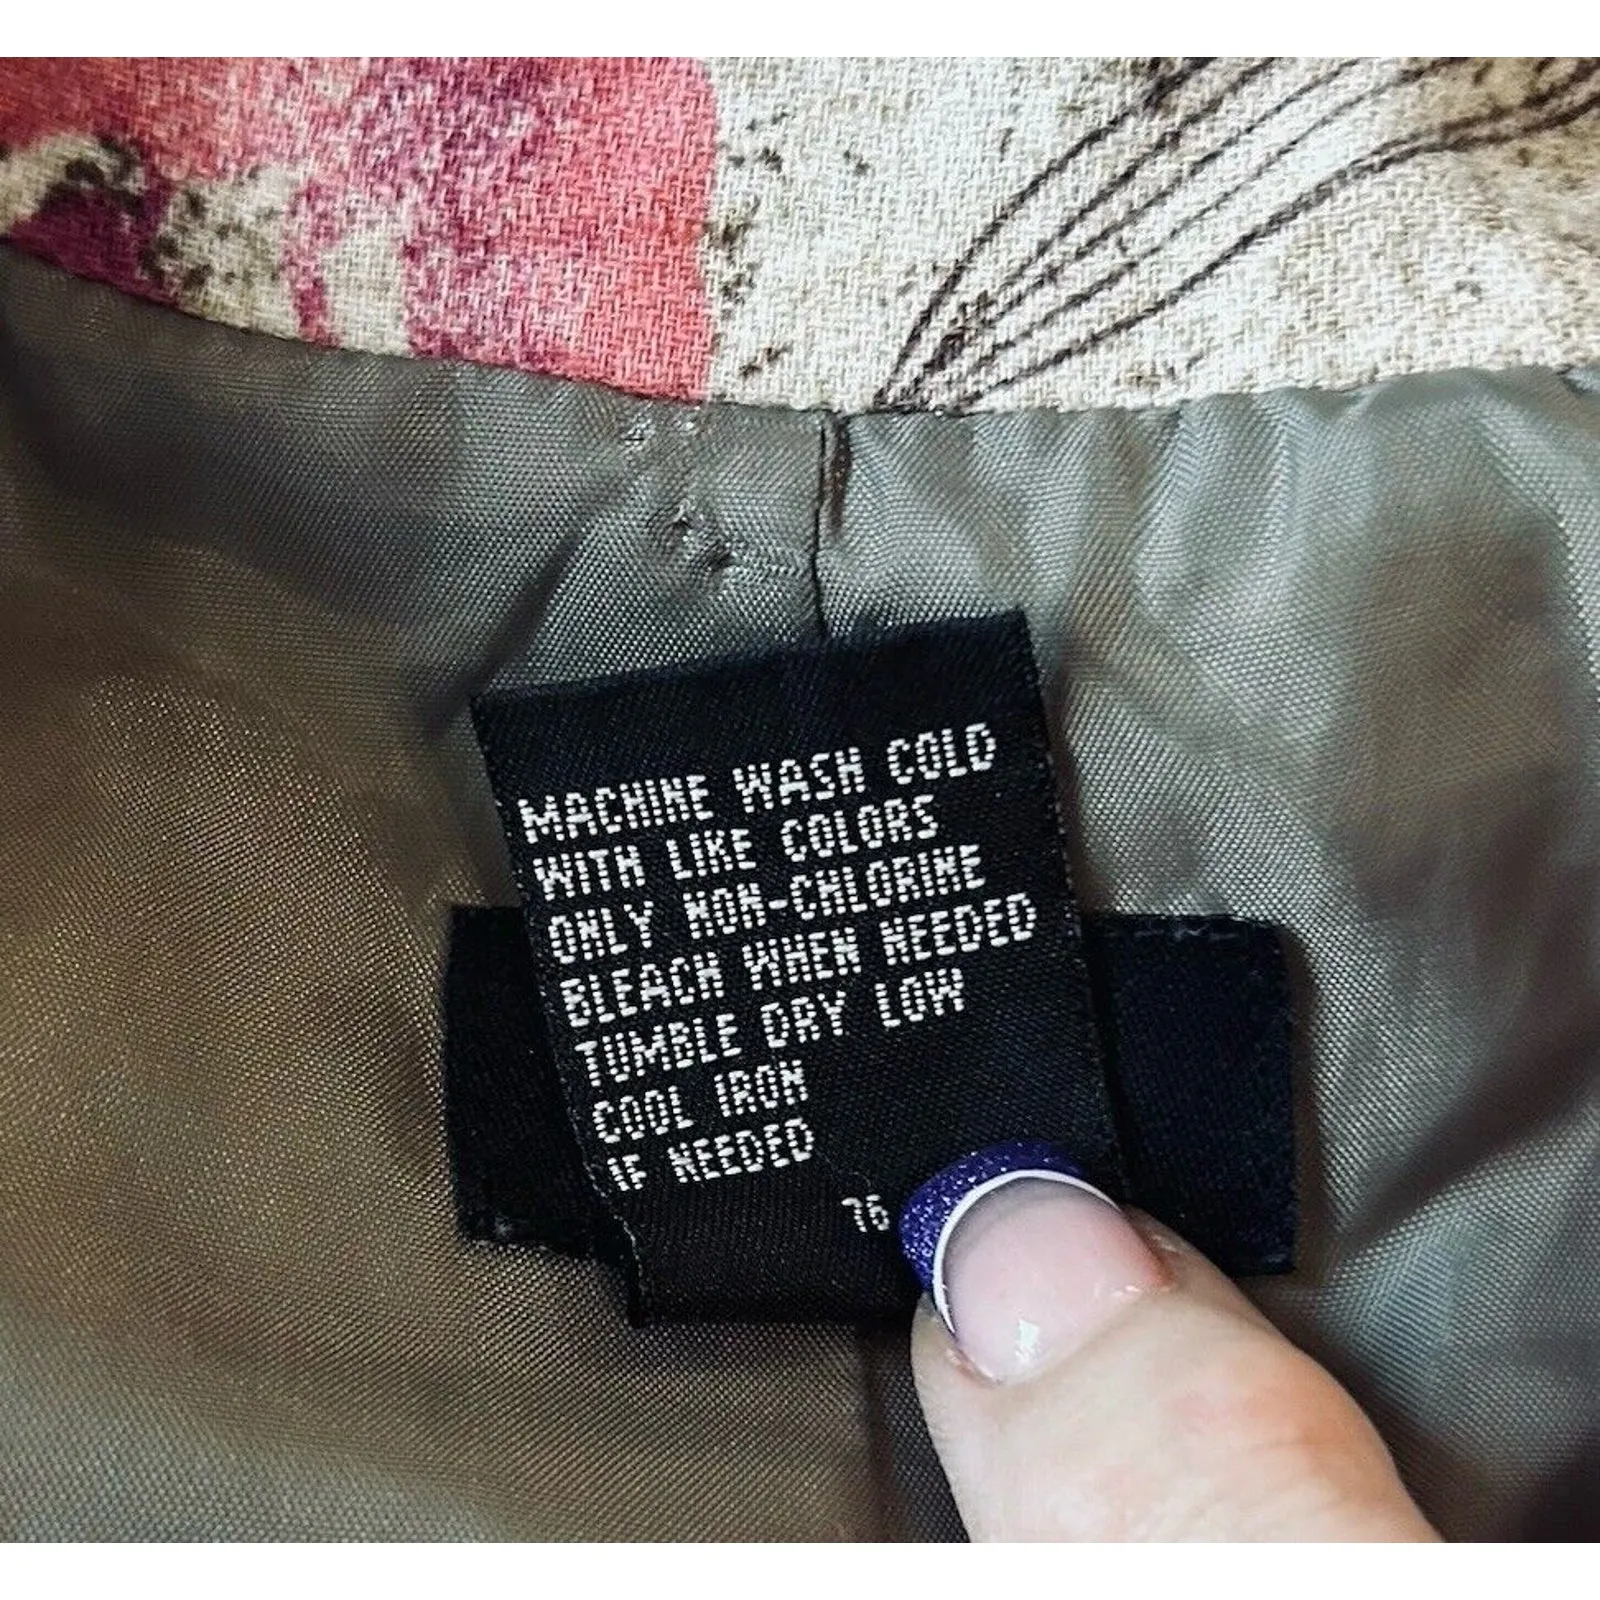 MACHINE WASH COLD
WITH LIKE COLORS
ONLY NON-CHLORINE
BLEACH WHEN NEEDED
TUMBLE DRY LOW
COOL IRON
IF NEEDED
76